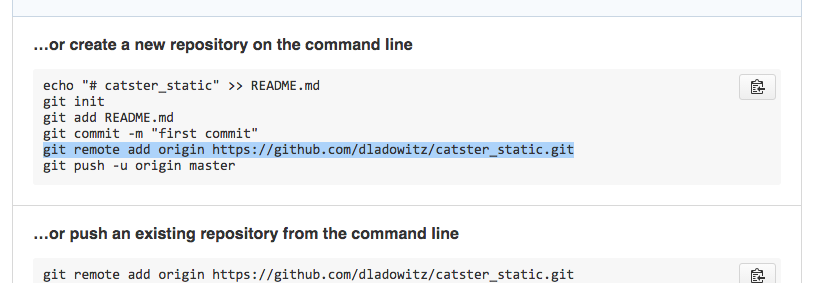 …or create a new repository on the command line
echo "# catster_static" >> README.md
git init
git add README.md
git commit -m "first commit"
git remote add origin https://github.com/dladowitz/catster_static.git
git push -u origin master
…or push an existing repository from the command line
git remote add origin https://github.com/dladowitz/catster_static.git